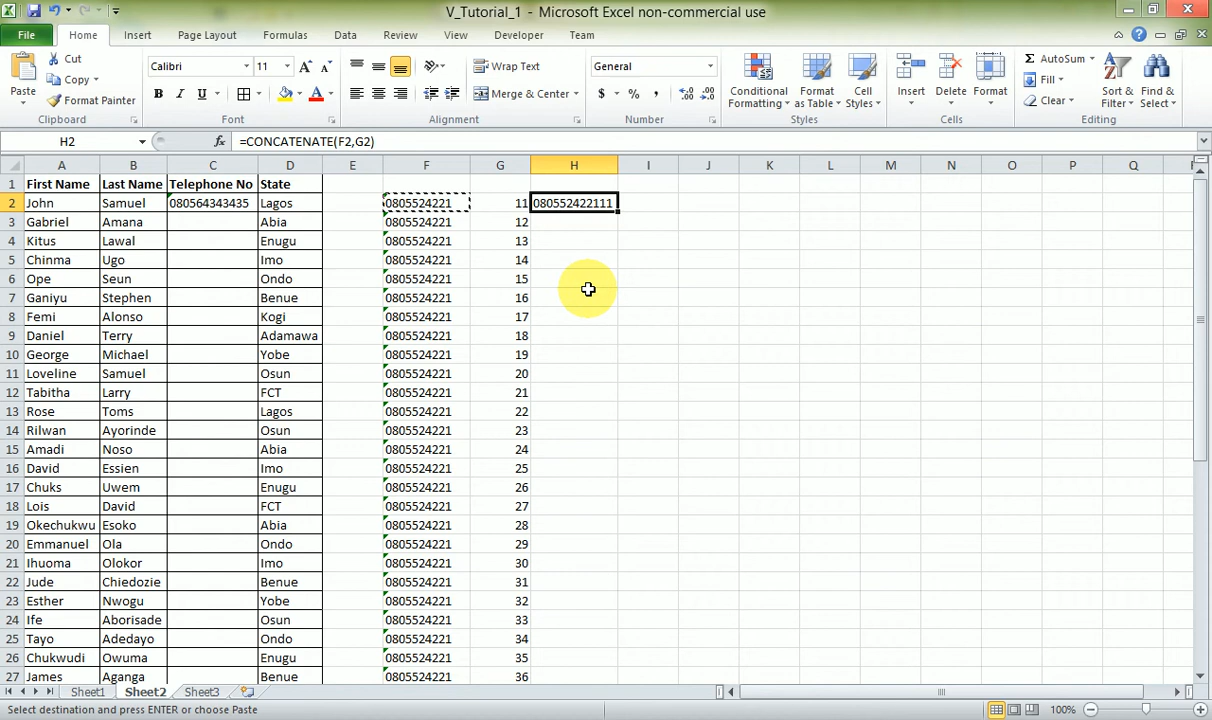 V_Tutorial_1 - Microsoft Excel non-commercial use
File Home Insert Page Layout Formulas Data Review View Developer Team
Cut Calibri 11 Wrap Text General AutoSum
Paste Copy Merge & Center Conditional Formatting Format as Table Cell Styles Insert Delete Format Fill Sort & Filter Find & Select
Format Painter Clear
Clipboard Font Alignment Number Styles Cells Editing
H2 fx =CONCATENATE(F2,G2)
A B C D E F G H I J K L M N O P Q
1 First Name Last Name Telephone No State
2 John Samuel 080564343435 Lagos 0805524221 11 080552422111
3 Gabriel Amana Abia 0805524221 12
4 Kitus Lawal Enugu 0805524221 13
5 Chinma Ugo Imo 0805524221 14
6 Ope Seun Ondo 0805524221 15
7 Ganiyu Stephen Benue 0805524221 16
8 Femi Alonso Kogi 0805524221 17
9 Daniel Terry Adamawa 0805524221 18
10 George Michael Yobe 0805524221 19
11 Loveline Samuel Osun 0805524221 20
12 Tabitha Larry FCT 0805524221 21
13 Rose Toms Lagos 0805524221 22
14 Rilwan Ayorinde Osun 0805524221 23
15 Amadi Noso Abia 0805524221 24
16 David Essien Imo 0805524221 25
17 Chuks Uwem Enugu 0805524221 26
18 Lois David FCT 0805524221 27
19 Okechukwu Esoko Abia 0805524221 28
20 Emmanuel Ola Ondo 0805524221 29
21 Ihuoma Olokor Imo 0805524221 30
22 Jude Chiedozie Benue 0805524221 31
23 Esther Nwogu Yobe 0805524221 32
24 Ife Aborisade Osun 0805524221 33
25 Tayo Adedayo Ondo 0805524221 34
26 Chukwudi Owuma Enugu 0805524221 35
27 James Aganga Benue 0805524221 36
Sheet1 Sheet2 Sheet3
Select destination and press ENTER or choose Paste 100%